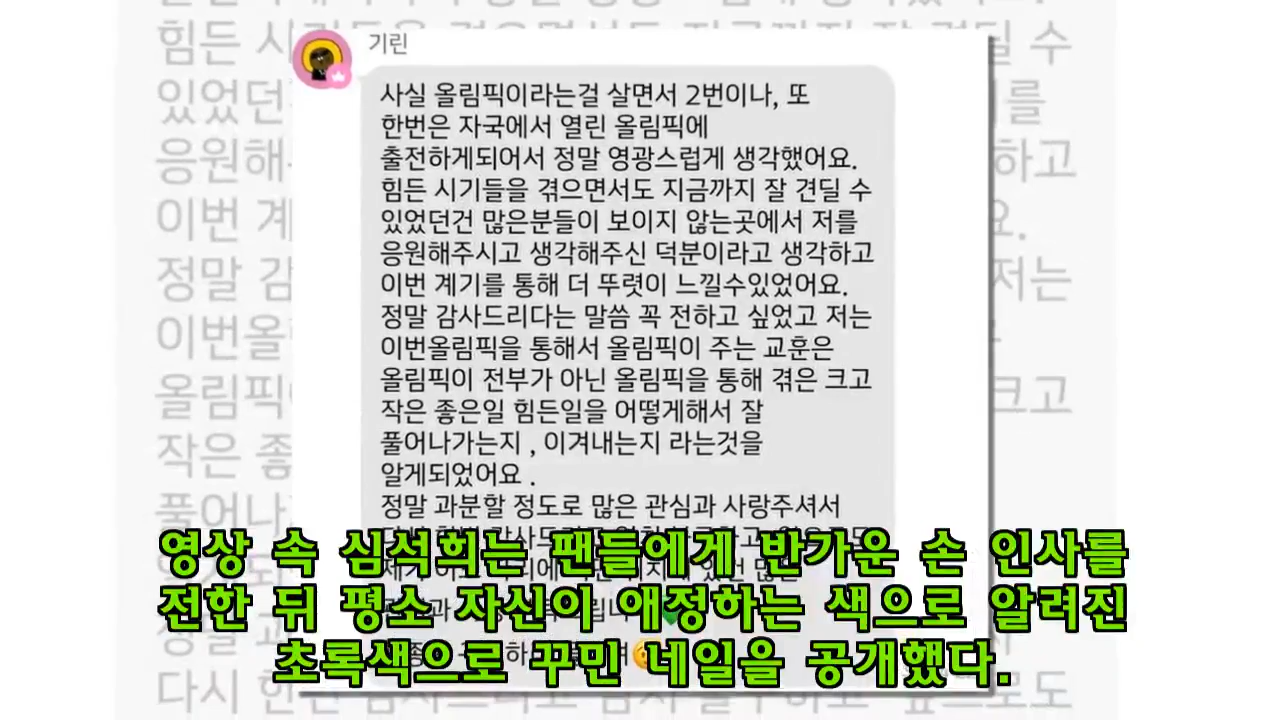 기린
사실 올림픽이라는걸 살면서 2번이나, 또
한번은 자국에서 열린 올림픽에
출전하게되어서 정말 영광스럽게 생각했어요.
힘든 시기들을 겪으면서도 지금까지 잘 견딜 수
있었던건 많은분들이 보이지 않는곳에서 저를
응원해주시고 생각해주신 덕분이라고 생각하고
이번 계기를 통해 더 뚜렷이 느낄수있었어요.
정말 감사드리다는 말씀 꼭 전하고 싶었고 저는
이번올림픽을 통해서 올림픽이 주는 교훈은
올림픽이 전부가 아닌 올림픽을 통해 겪은 크고
작은 좋은일 힘든일을 어떻게해서 잘
풀어나가는지 , 이겨내는지 라는것을
알게되었어요 .
정말 과분할 정도로 많은 관심과 사랑주셔서
영상 속 심석희는 팬들에게 반가운 손 인사를
전한 뒤 평소 자신이 애정하는 색으로 알려진
초록색으로 꾸민 네일을 공개했다.